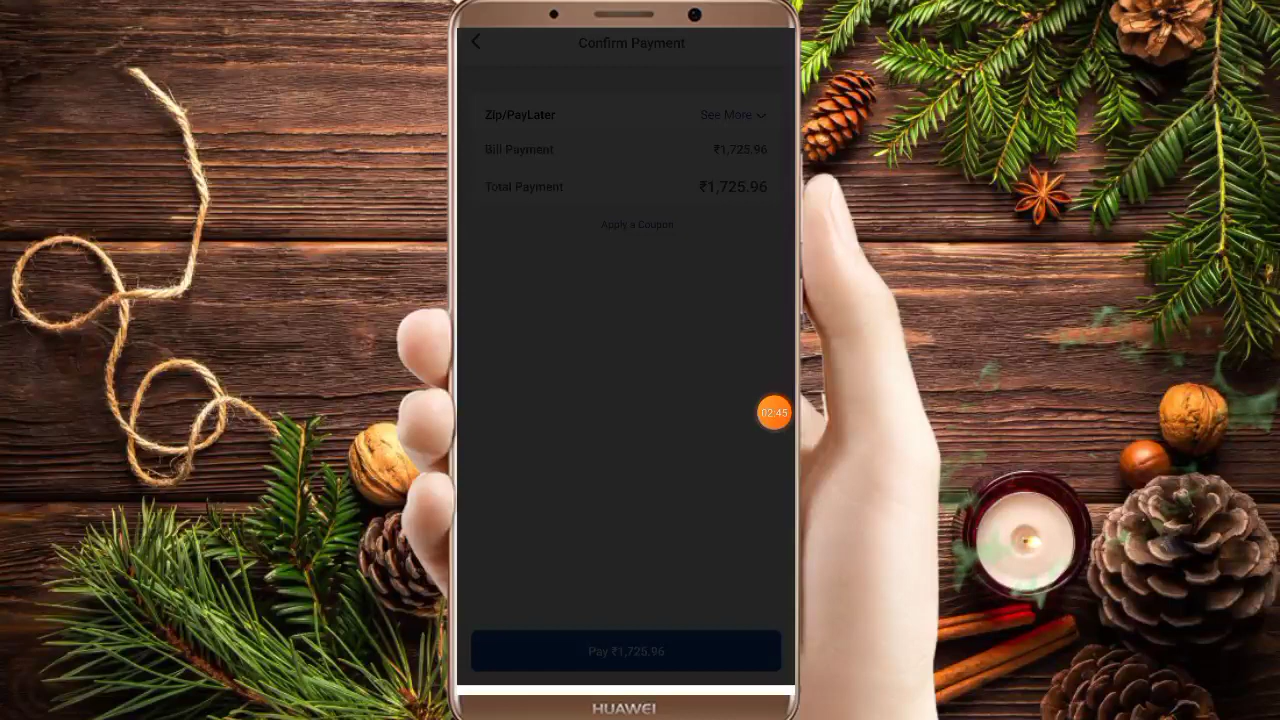 Confirm Payment
Zip/PayLater
See More
Bill Payment
₹1,725.96
Total Payment
₹1,725.96
Apply a Coupon
02:45
Pay ₹1,725.96
HUAWEI